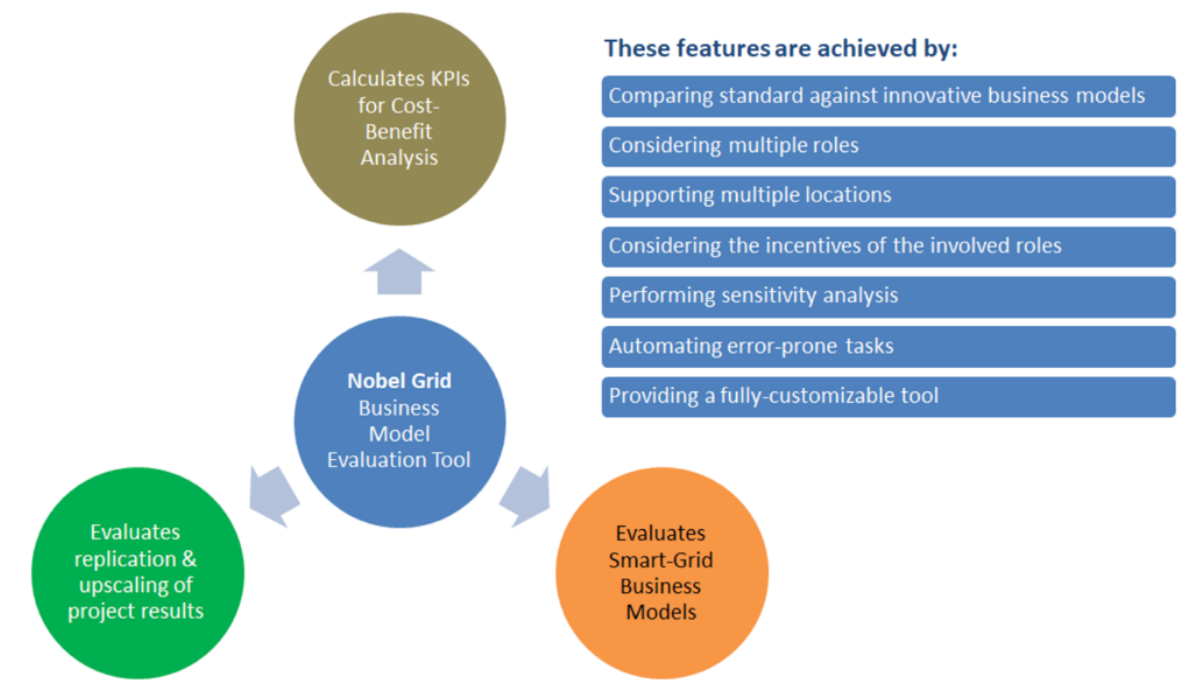 Calculates KPIs
for Cost-
Benefit
Analysis
These features are achieved by:
Comparing standard against innovative business models
Considering multiple roles
Supporting multiple locations
Considering the incentives of the involved roles
Performing sensitivity analysis
Automating error-prone tasks
Providing a fully-customizable tool
Nobel Grid
Business
Model
Evaluation Tool
Evaluates
replication &
upscaling of
project results
Evaluates
Smart-Grid
Business
Models